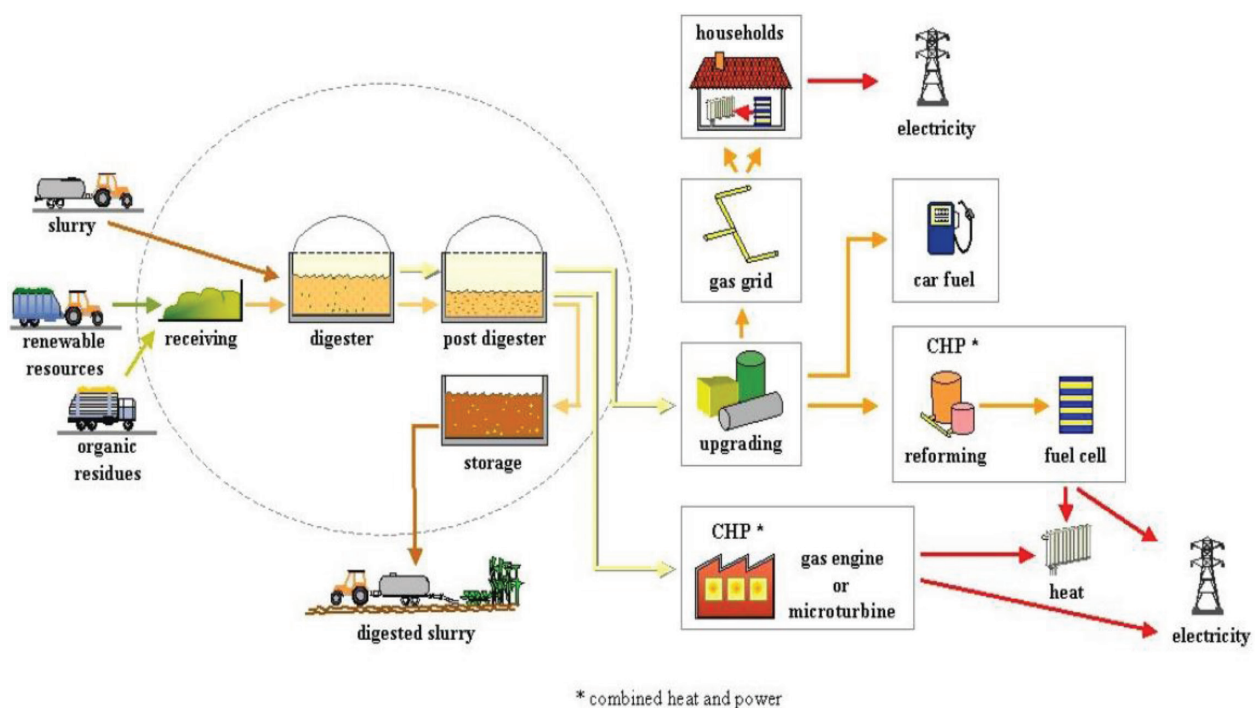 households
electricity
slurry
gas grid
car fuel
renewable
resources
receiving
digester
post digester
CHP *
organic
residues
storage
upgrading
reforming
fuel cell
CHP *
gas engine
or
microturbine
heat
digested slurry
electricity
* combined heat and power